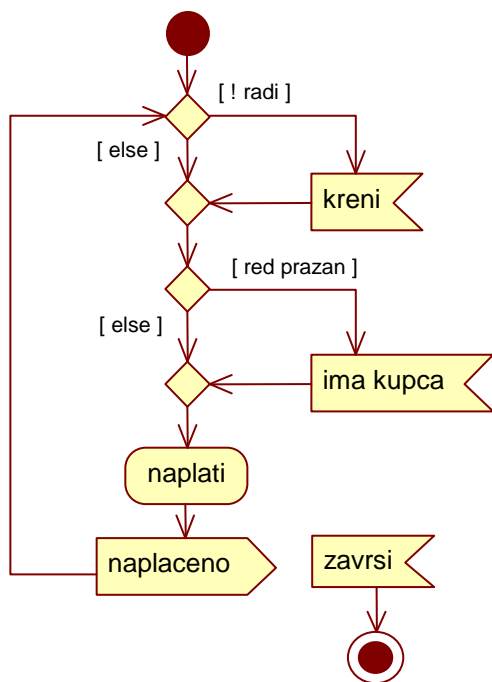 [ ! radi ]
[ else ]
kreni
[ red prazan ]
[ else ]
ima kupca
naplati
naplaceno
zavrsi